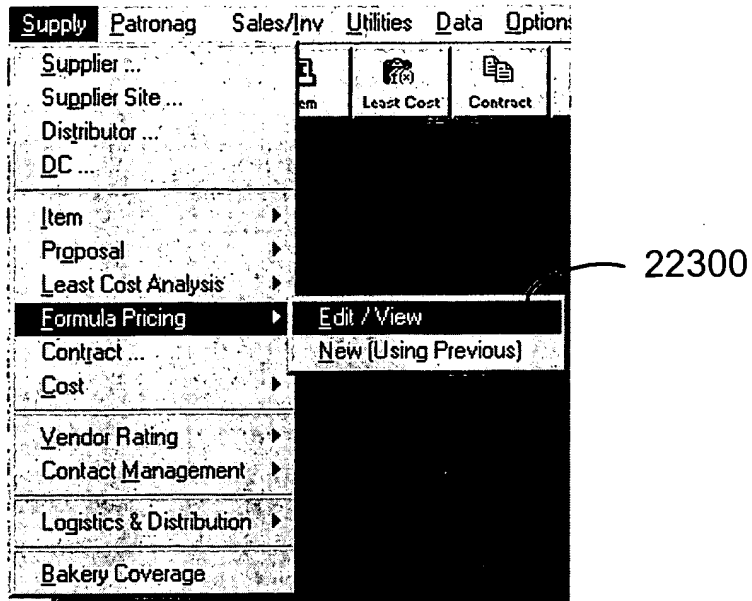 Supply Patronag Sales/Inv Utilities Data Options
Supplier ...
Supplier Site ...
Distributor ...
DC ...
em Least Cost Contract
Item
Proposal
Least Cost Analysis
Formula Pricing
Edit / View
New (Using Previous)
22300
Contract ...
Cost
Vendor Rating
Contact Management
Logistics & Distribution
Bakery Coverage